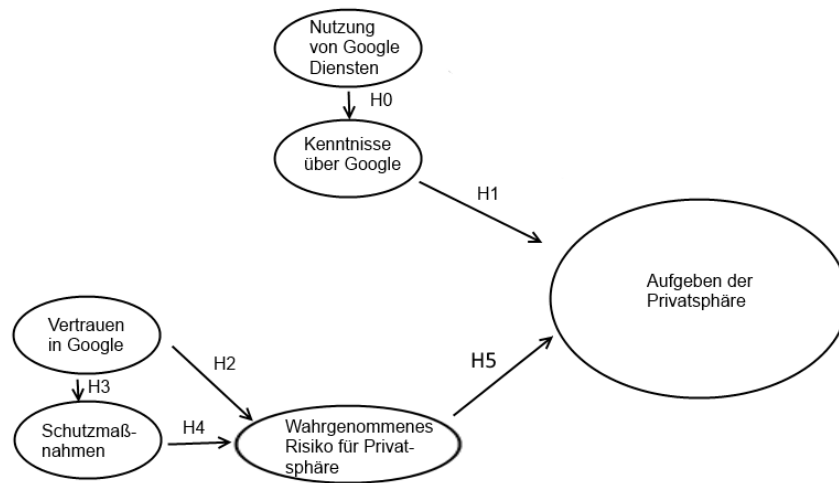 Nutzung
von Google
Diensten
H0
Kenntnisse
über Google
H1
Aufgeben der
Privatsphäre
Vertrauen
in Google
H2
H3
H5
Schutzmaß-
nahmen
H4
Wahrgenommenes
Risiko für Privat-
sphäre